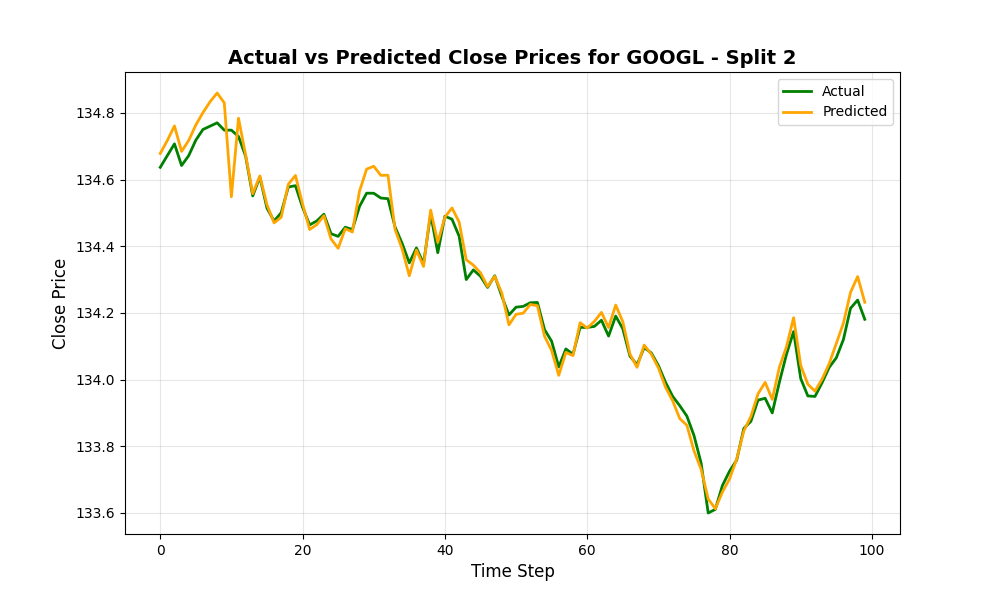 Actual vs Predicted Close Prices for GOOGL - Split 2
Actual
Predicted
Close Price
134.8
134.6
134.4
134.2
134.0
133.8
133.6
0 20 40 60 80 100
Time Step